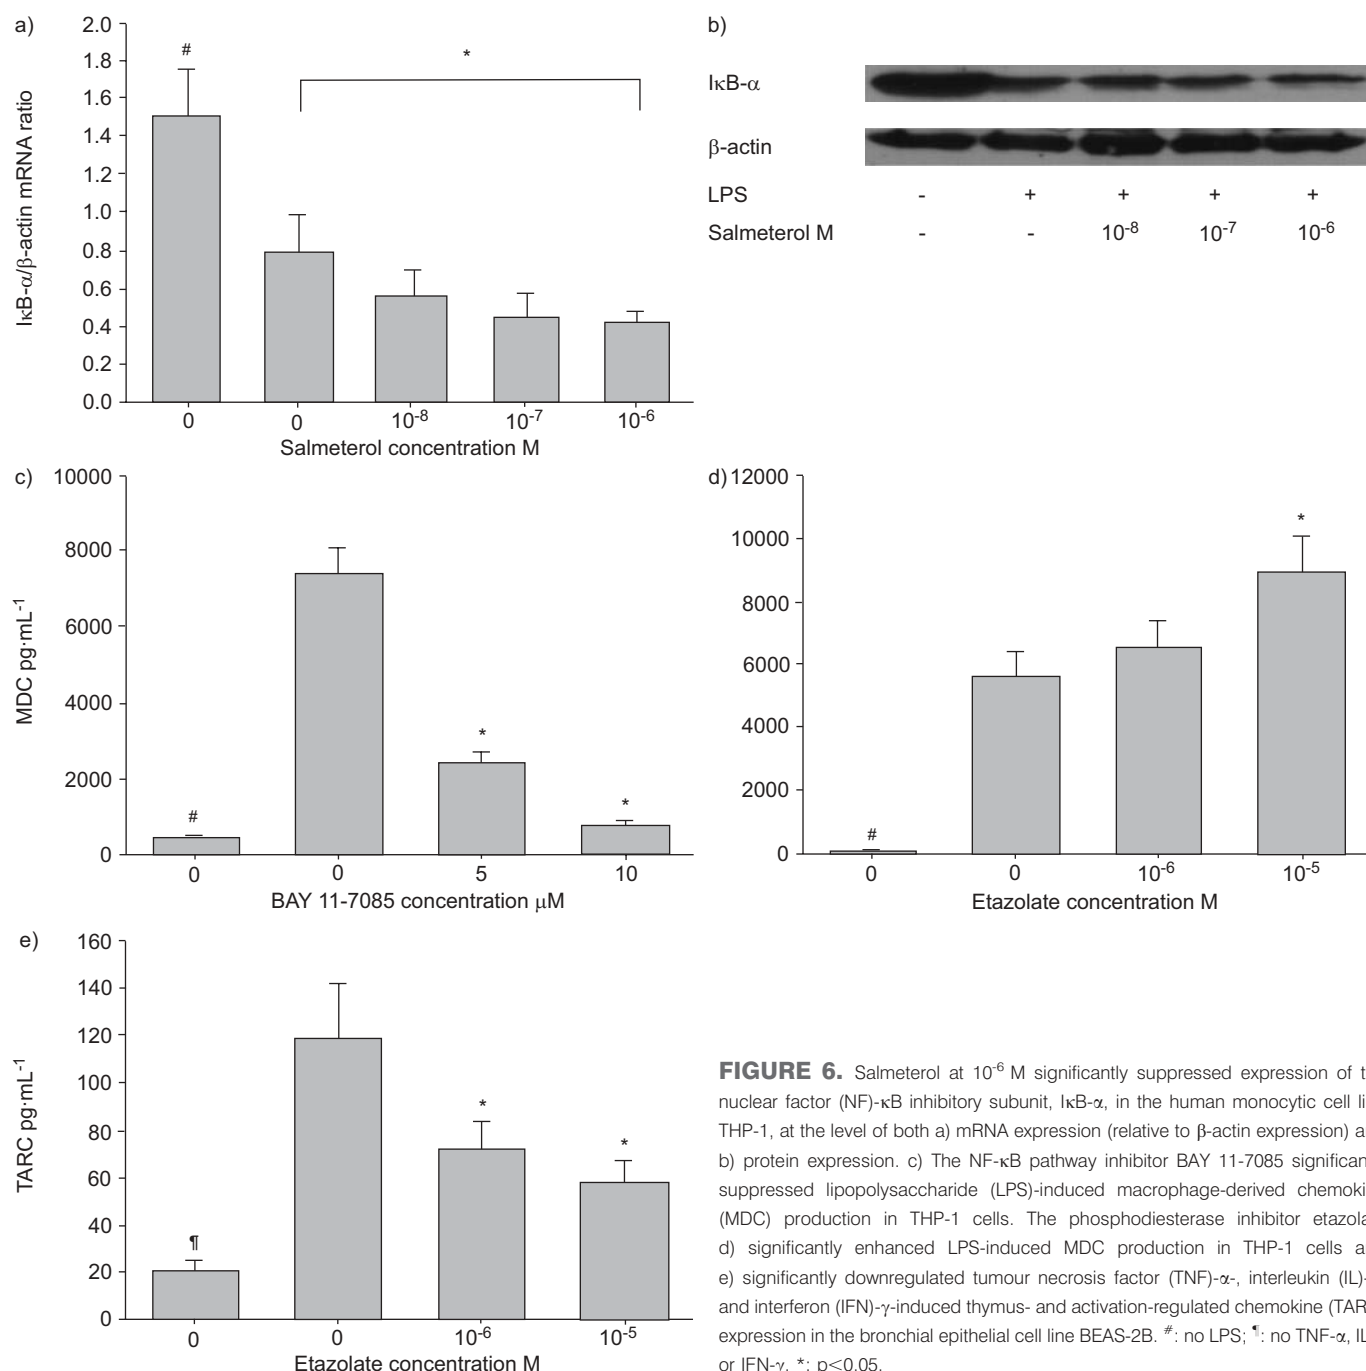 a)
2.0
1.8
1.6
1.4
1.2
1.0
0.8
0.6
0.4
0.2
0.0
IκB-α/β-actin mRNA ratio
#
*
0 0 10-8 10-7 10-6
Salmeterol concentration M
b)
IκB-α
β-actin
LPS - + + + +
Salmeterol M - - 10-8 10-7 10-6
c)
10000
8000
6000
4000
2000
0
MDC pg·mL-1
#
*
*
0 0 5 10
BAY 11-7085 concentration μM
d)
12000
10000
8000
6000
4000
2000
0
#
*
0 0 10-6 10-5
Etazolate concentration M
e)
160
140
120
100
80
60
40
20
0
TARC pg·mL-1
¶
*
*
0 0 10-6 10-5
Etazolate concentration M
FIGURE 6. Salmeterol at 10-6 M significantly suppressed expression of
nuclear factor (NF)-κB inhibitory subunit, IκB-α, in the human monocytic cell
THP-1, at the level of both a) mRNA expression (relative to β-actin expression)
b) protein expression. c) The NF-κB pathway inhibitor BAY 11-7085
suppressed lipopolysaccharide (LPS)-induced macrophage-derived
(MDC) production in THP-1 cells. The phosphodiesterase inhibitor
d) significantly enhanced LPS-induced MDC production in THP-1 cells
e) significantly downregulated tumour necrosis factor (TNF)-α-, interleukin (IL)-
and interferon (IFN)-γ-induced thymus- and activation-regulated chemokine
expression in the bronchial epithelial cell line BEAS-2B. #: no LPS; ¶: no TNF-α,
or IFN-γ. *: p<0.05.